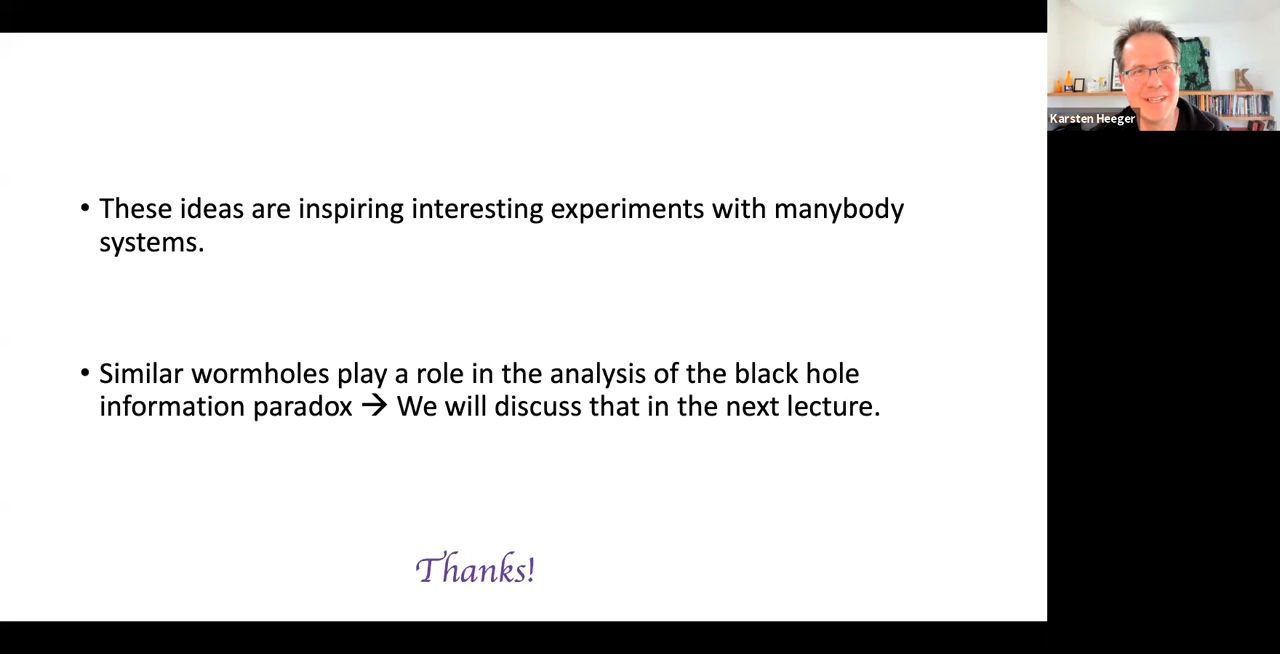 • These ideas are inspiring interesting experiments with manybody
systems.
• Similar wormholes play a role in the analysis of the black hole
information paradox → We will discuss that in the next lecture.
Thanks!
Karsten Heeger